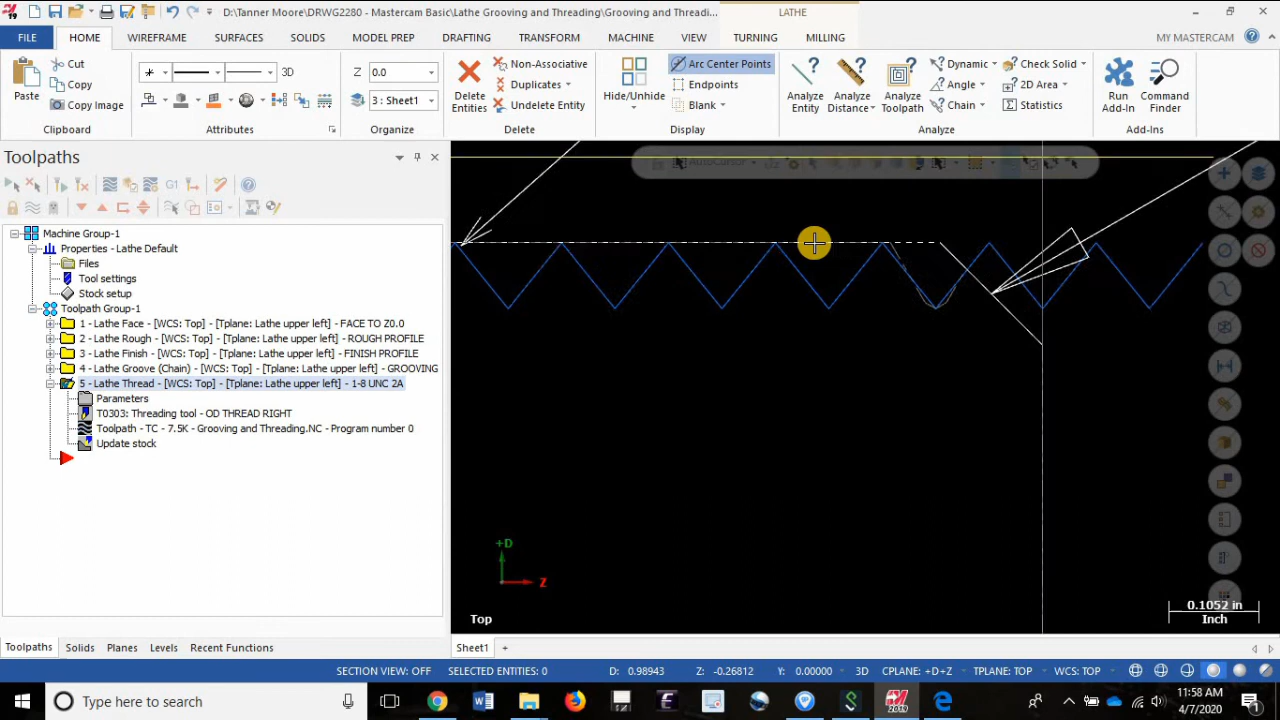 19
D:\Tanner Moore\DRWG2280 - Mastercam Basic\Lathe Grooving and Threading\Grooving and Threadi...
LATHE
FILE HOME WIREFRAME SURFACES SOLIDS MODEL PREP DRAFTING TRANSFORM MACHINE VIEW TURNING MILLING MY MASTERCAM
Paste
Cut
Copy
Copy Image
Clipboard
3D
Attributes
Z 0.0
3 : Sheet1
Organize
Delete Entities
Non-Associative
Duplicates
Undelete Entity
Delete
Hide/Unhide
Arc Center Points
Endpoints
Blank
Display
Analyze Entity
Analyze Distance
Analyze Toolpath
Dynamic
Angle
Chain
Check Solid
2D Area
Statistics
Analyze
Run Add-In
Command Finder
Add-Ins
Toolpaths
G1
AutoCursor
Machine Group-1
Properties - Lathe Default
Files
Tool settings
Stock setup
Toolpath Group-1
1 - Lathe Face - [WCS: Top] - [Tplane: Lathe upper left] - FACE TO Z0.0
2 - Lathe Rough - [WCS: Top] - [Tplane: Lathe upper left] - ROUGH PROFILE
3 - Lathe Finish - [WCS: Top] - [Tplane: Lathe upper left] - FINISH PROFILE
4 - Lathe Groove (Chain) - [WCS: Top] - [Tplane: Lathe upper left] - GROOVING
5 - Lathe Thread - [WCS: Top] - [Tplane: Lathe upper left] - 1-8 UNC 2A
Parameters
T0303: Threading tool - OD THREAD RIGHT
Toolpath - TC - 7.5K - Grooving and Threading.NC - Program number 0
Update stock
+D
Z
Top
0.1052 in
Inch
Toolpaths Solids Planes Levels Recent Functions
Sheet1 +
SECTION VIEW: OFF SELECTED ENTITIES: 0 D: 0.98943 Z: -0.26812 Y: 0.00000 3D CPLANE: +D+Z TPLANE: TOP WCS: TOP
Type here to search
11:58 AM
4/7/2020